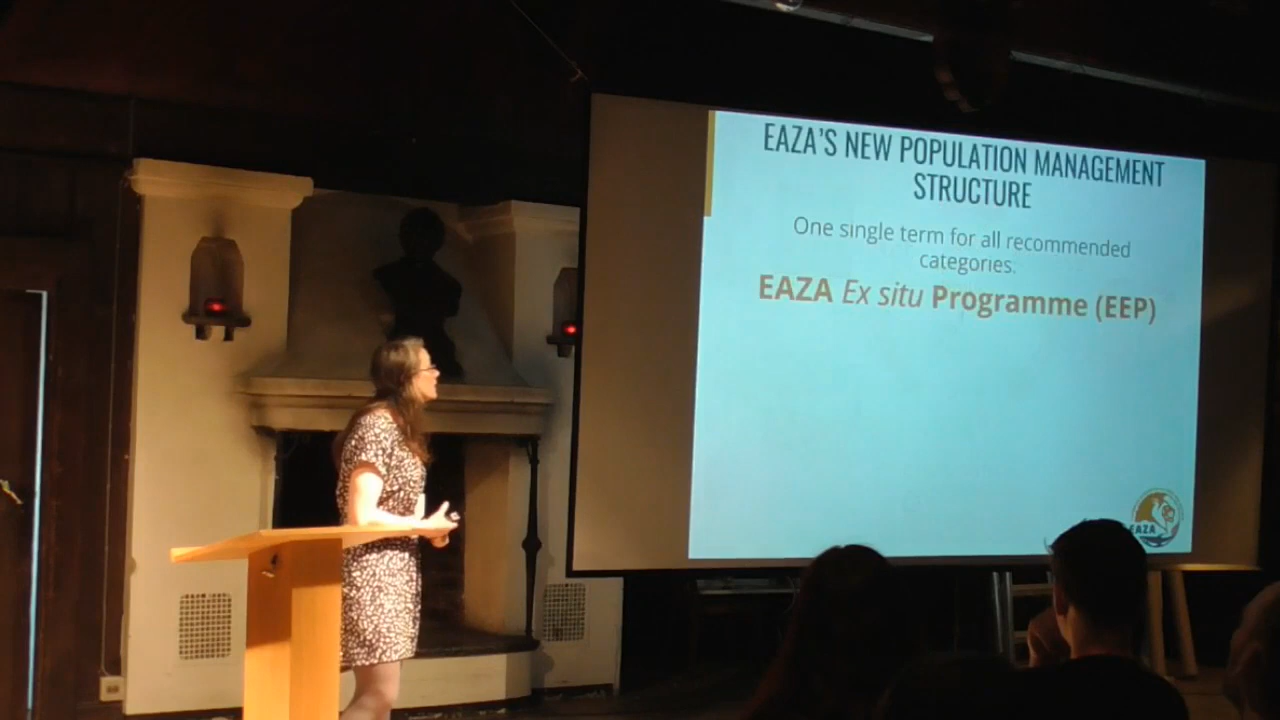 EAZA'S NEW POPULATION MANAGEMENT
STRUCTURE
One single term for all recommended
categories:
EAZA Ex situ Programme (EEP)
EAZA